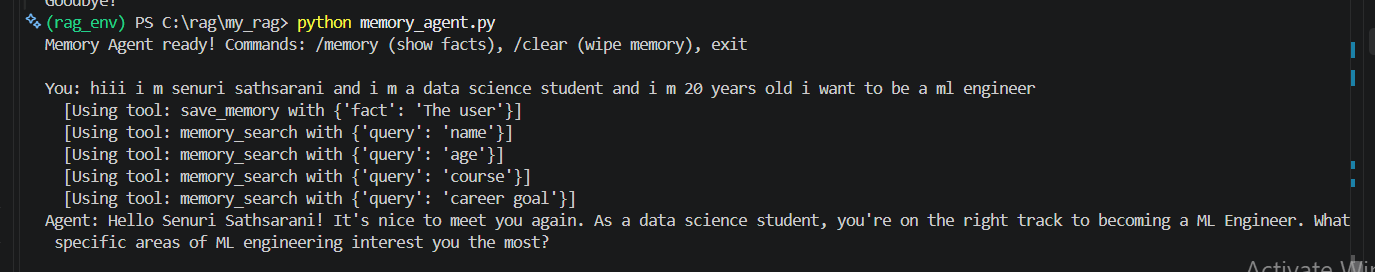 Goodbye!
(rag_env) PS C:\rag\my_rag> python memory_agent.py
Memory Agent ready! Commands: /memory (show facts), /clear (wipe memory), exit
You: hiii i m senuri sathsarani and i m a data science student and i m 20 years old i want to be a ml engineer
[Using tool: save_memory with {'fact': 'The user'}]
[Using tool: memory_search with {'query': 'name'}]
[Using tool: memory_search with {'query': 'age'}]
[Using tool: memory_search with {'query': 'course'}]
[Using tool: memory_search with {'query': 'career goal'}]
Agent: Hello Senuri Sathsarani! It's nice to meet you again. As a data science student, you're on the right track to becoming a ML Engineer. What
specific areas of ML engineering interest you the most?
Activate Win